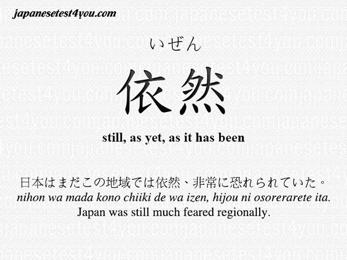 japanesetest4you.com
いぜん
依然
still, as yet, as it has been
日本はまだこの地域では依然、非常に恐れられていた。
nihon wa mada kono chiiki de wa izen, hijou ni osorerarete ita.
Japan was still much feared regionally.